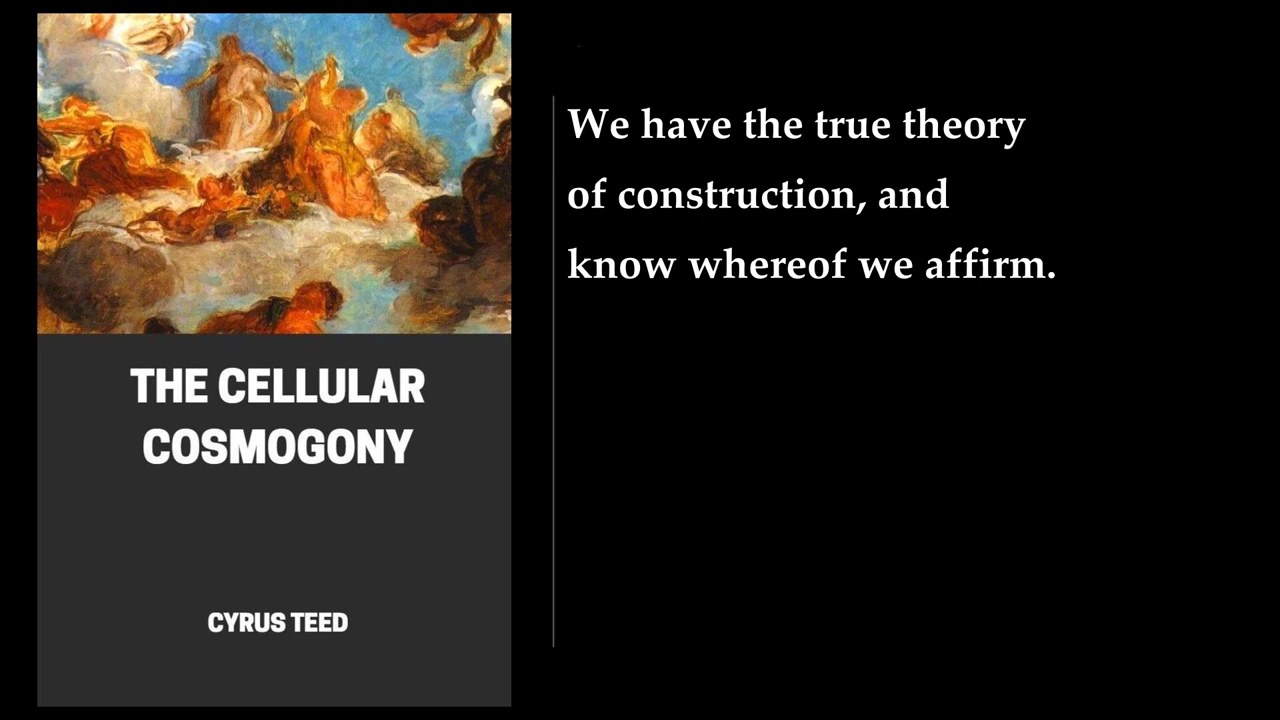 THE CELLULAR
COSMOGONY
CYRUS TEED
We have the true theory
of construction, and
know whereof we affirm.